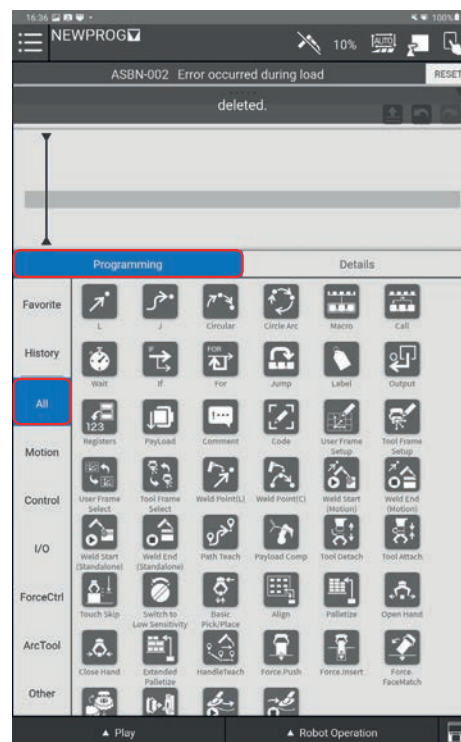 16:36
100%
NEWPROG
10%
AUTO
ASBN-002 Error occurred during load
RESET
deleted.
Programming
Details
Favorite
History
All
Motion
Control
I/O
ForceCtrl
ArcTool
Other
L
J
Circular
Circle Arc
Macro
Call
IF
FOR
Wait
If
For
Jump
Label
Output
123
Registers
PayLoad
Comment
Code
User Frame
Setup
Tool Frame
Setup
User Frame
Select
Tool Frame
Select
Weld Point(L)
Weld Point(C)
Weld Start
(Motion)
Weld End
(Motion)
Weld Start
(Standalone)
Weld End
(Standalone)
Path Teach
Payload Comp
Tool Detach
Tool Attach
Touch Skip
Switch to
Low Sensitivity
Basic
Pick/Place
Align
Palletize
Open Hand
Close Hand
Extended
Palletize
HandleTeach
Force.Push
Force.Insert
Force.
FaceMatch
▲ Play
▲ Robot Operation